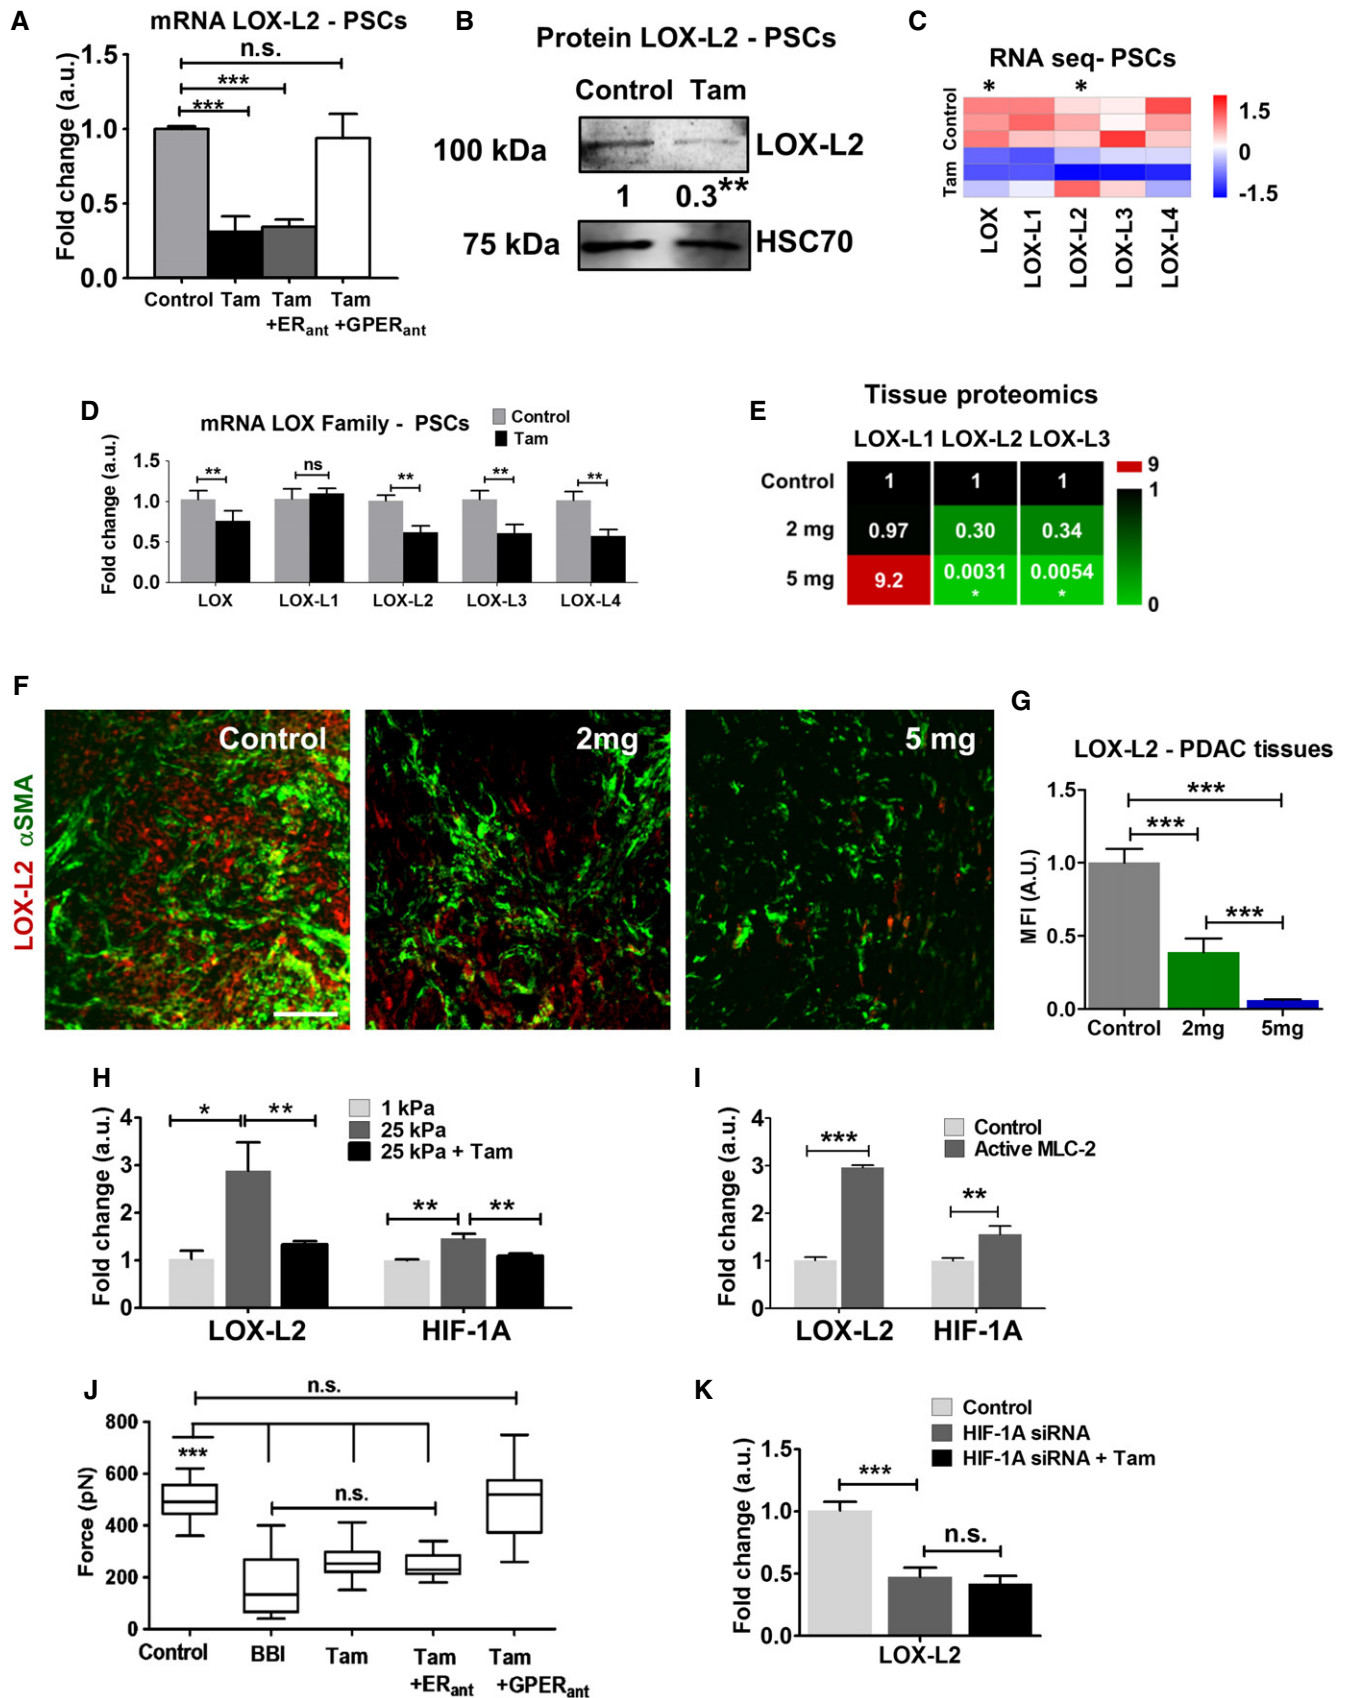 A
mRNA LOX-L2 - PSCs
Fold change (a.u.)
1.5
1.0
0.5
0.0
n.s.
***
***
Control
Tam
Tam
+ERant
Tam
+GPERant
B
Protein LOX-L2 - PSCs
Control Tam
100 kDa
LOX-L2
1
0.3**
75 kDa
HSC70
C
RNA seq- PSCs
*
*
Control
Tam
1.5
0
-1.5
LOX
LOX-L1
LOX-L2
LOX-L3
LOX-L4
D
mRNA LOX Family - PSCs
Control
Tam
Fold change (a.u.)
1.5
1.0
0.5
0.0
**
ns
**
**
**
LOX
LOX-L1
LOX-L2
LOX-L3
LOX-L4
E
Tissue proteomics
LOX-L1 LOX-L2 LOX-L3
Control
1
1
1
2 mg
0.97
0.30
0.34
5 mg
9.2
0.0031
*
0.0054
*
9
1
0
F
LOX-L2 αSMA
Control
2mg
5 mg
G
LOX-L2 - PDAC tissues
MFI (A.U.)
1.5
1.0
0.5
0.0
***
***
***
Control
2mg
5mg
H
Fold change (a.u.)
4
3
2
1
0
*
**
**
**
1 kPa
25 kPa
25 kPa + Tam
LOX-L2
HIF-1A
I
Fold change (a.u.)
4
3
2
1
0
***
**
Control
Active MLC-2
LOX-L2
HIF-1A
J
Force (pN)
800
600
400
200
0
n.s.
***
n.s.
Control
BBI
Tam
Tam
+ERant
Tam
+GPERant
K
Control
HIF-1A siRNA
HIF-1A siRNA + Tam
Fold change (a.u.)
1.5
1.0
0.5
0.0
***
n.s.
LOX-L2